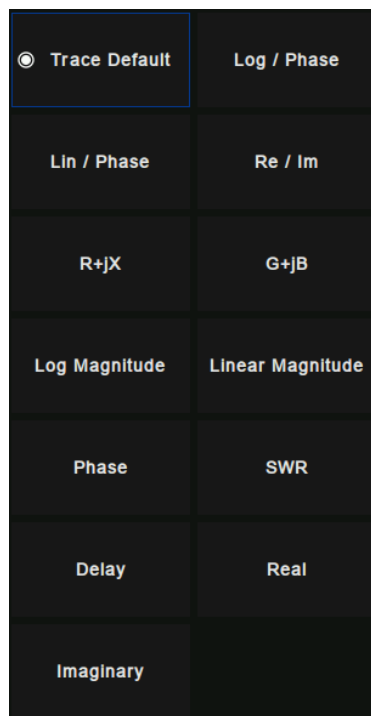 Trace Default
Log / Phase
Lin / Phase
Re / Im
R+jX
G+jB
Log Magnitude
Linear Magnitude
Phase
SWR
Delay
Real
Imaginary